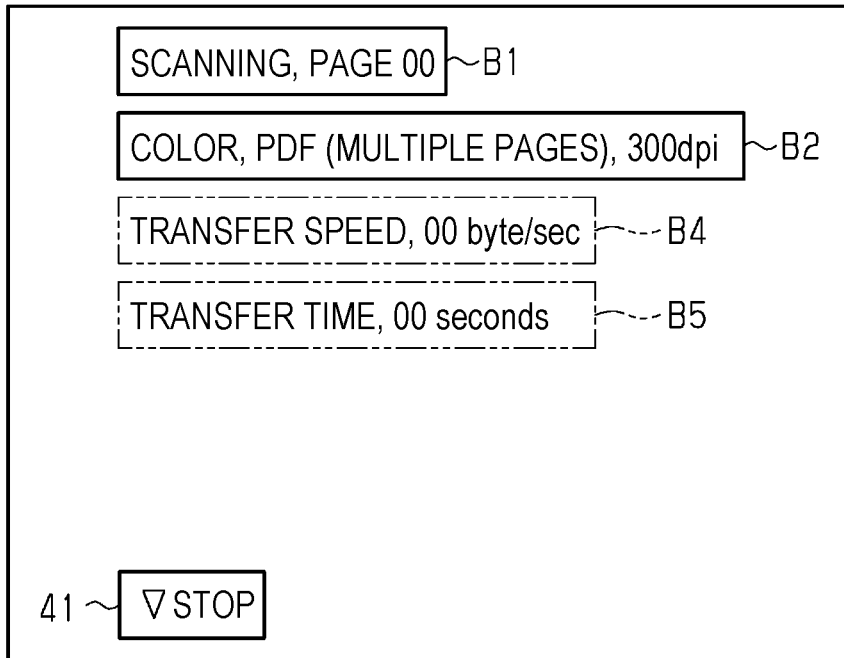 SCANNING, PAGE 00 B1
COLOR, PDF (MULTIPLE PAGES), 300dpi B2
TRANSFER SPEED, 00 byte/sec B4
TRANSFER TIME, 00 seconds B5
41 ▽ STOP